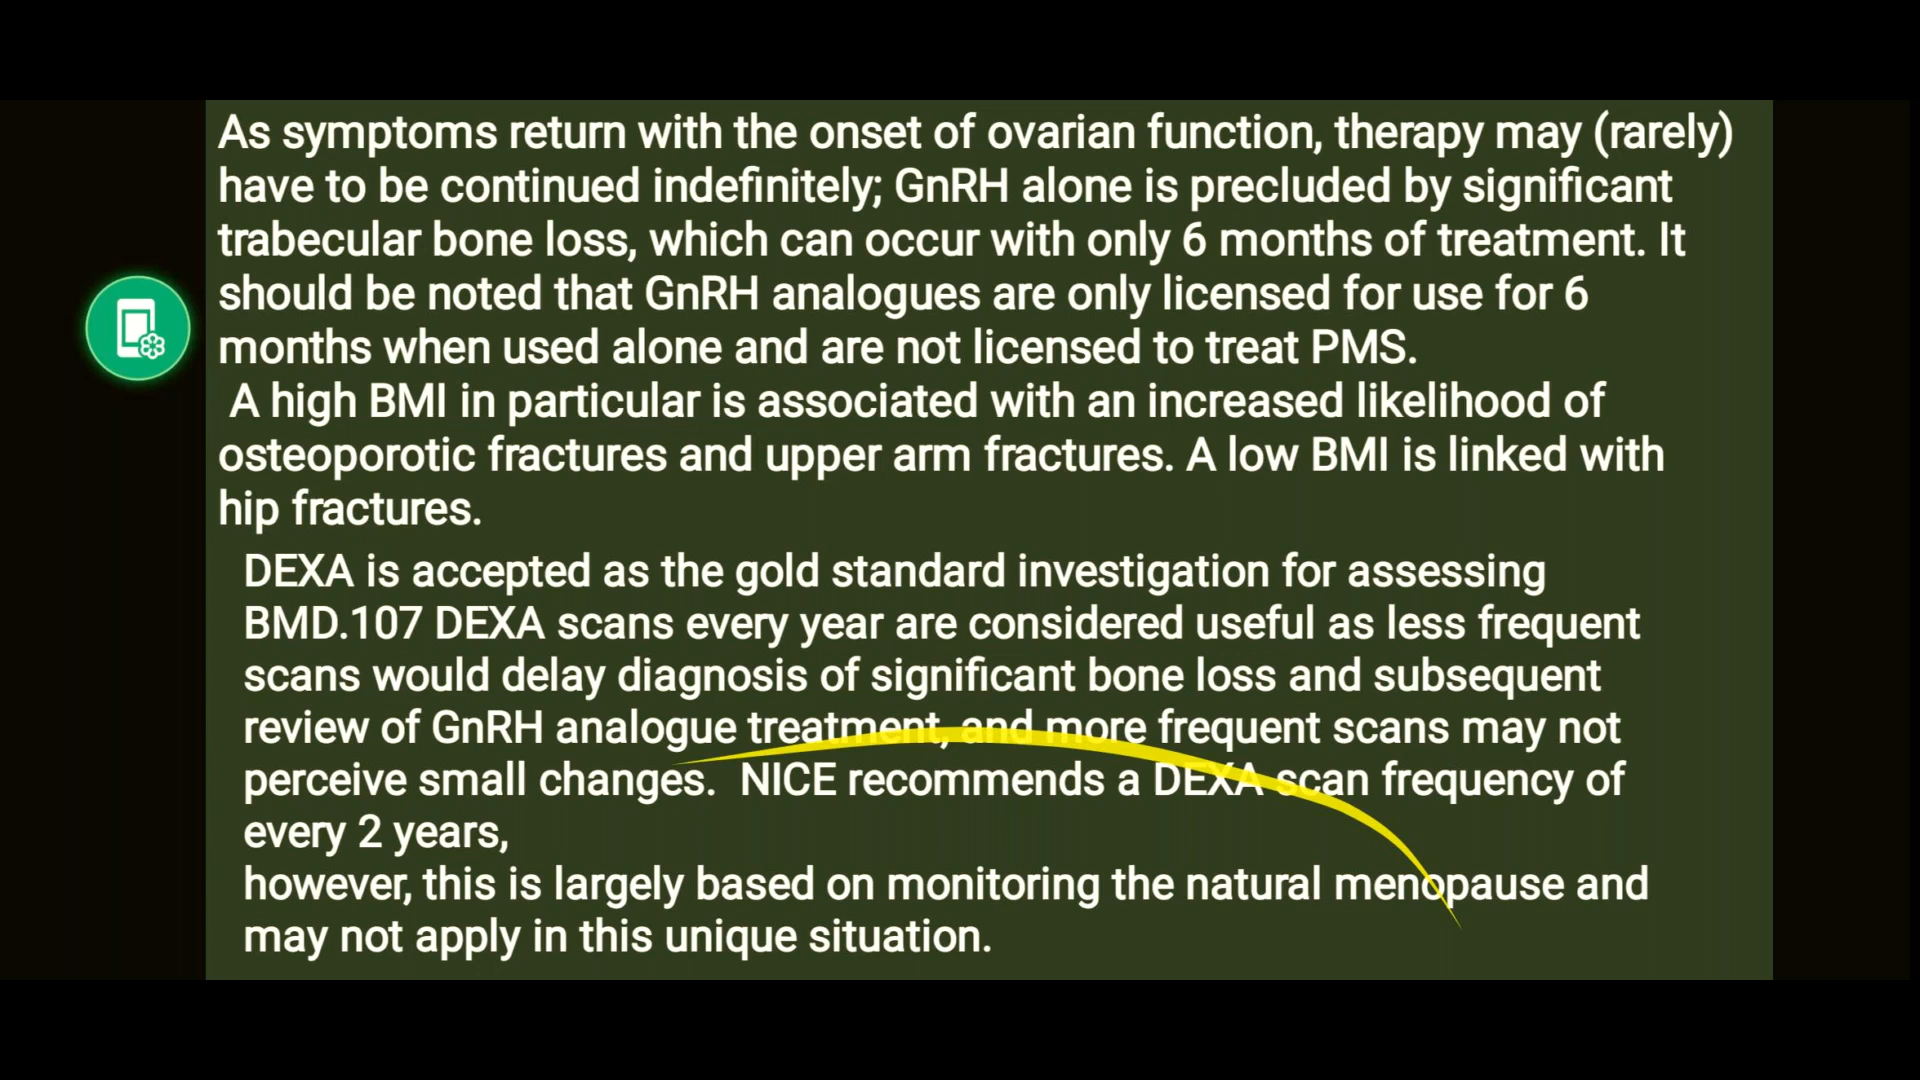 As symptoms return with the onset of ovarian function, therapy may (rarely)
have to be continued indefinitely; GnRH alone is precluded by significant
trabecular bone loss, which can occur with only 6 months of treatment. It
should be noted that GnRH analogues are only licensed for use for 6
months when used alone and are not licensed to treat PMS.
A high BMI in particular is associated with an increased likelihood of
osteoporotic fractures and upper arm fractures. A low BMI is linked with
hip fractures.
DEXA is accepted as the gold standard investigation for assessing
BMD.107 DEXA scans every year are considered useful as less frequent
scans would delay diagnosis of significant bone loss and subsequent
review of GnRH analogue treatment, and more frequent scans may not
perceive small changes.  NICE recommends a DEXA scan frequency of
every 2 years,
however, this is largely based on monitoring the natural menopause and
may not apply in this unique situation.